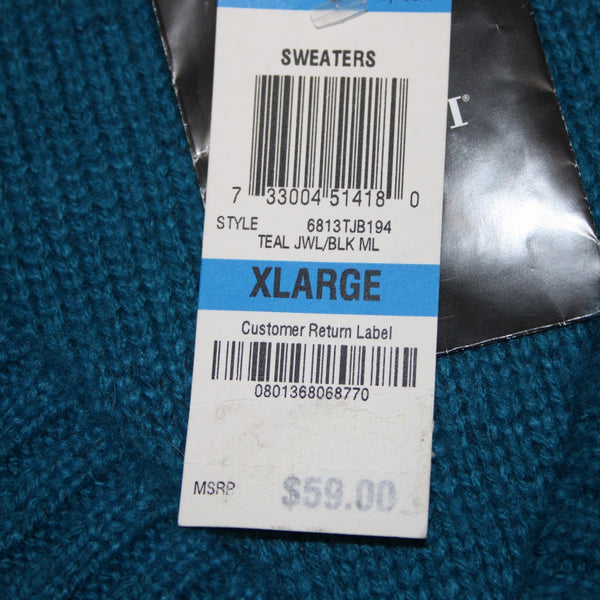 SWEATERS
7 33004 51418 0
STYLE 6813TJB194
TEAL JWL/BLK ML
XLARGE
Customer Return Label
0801368068770
MSRP $59.00